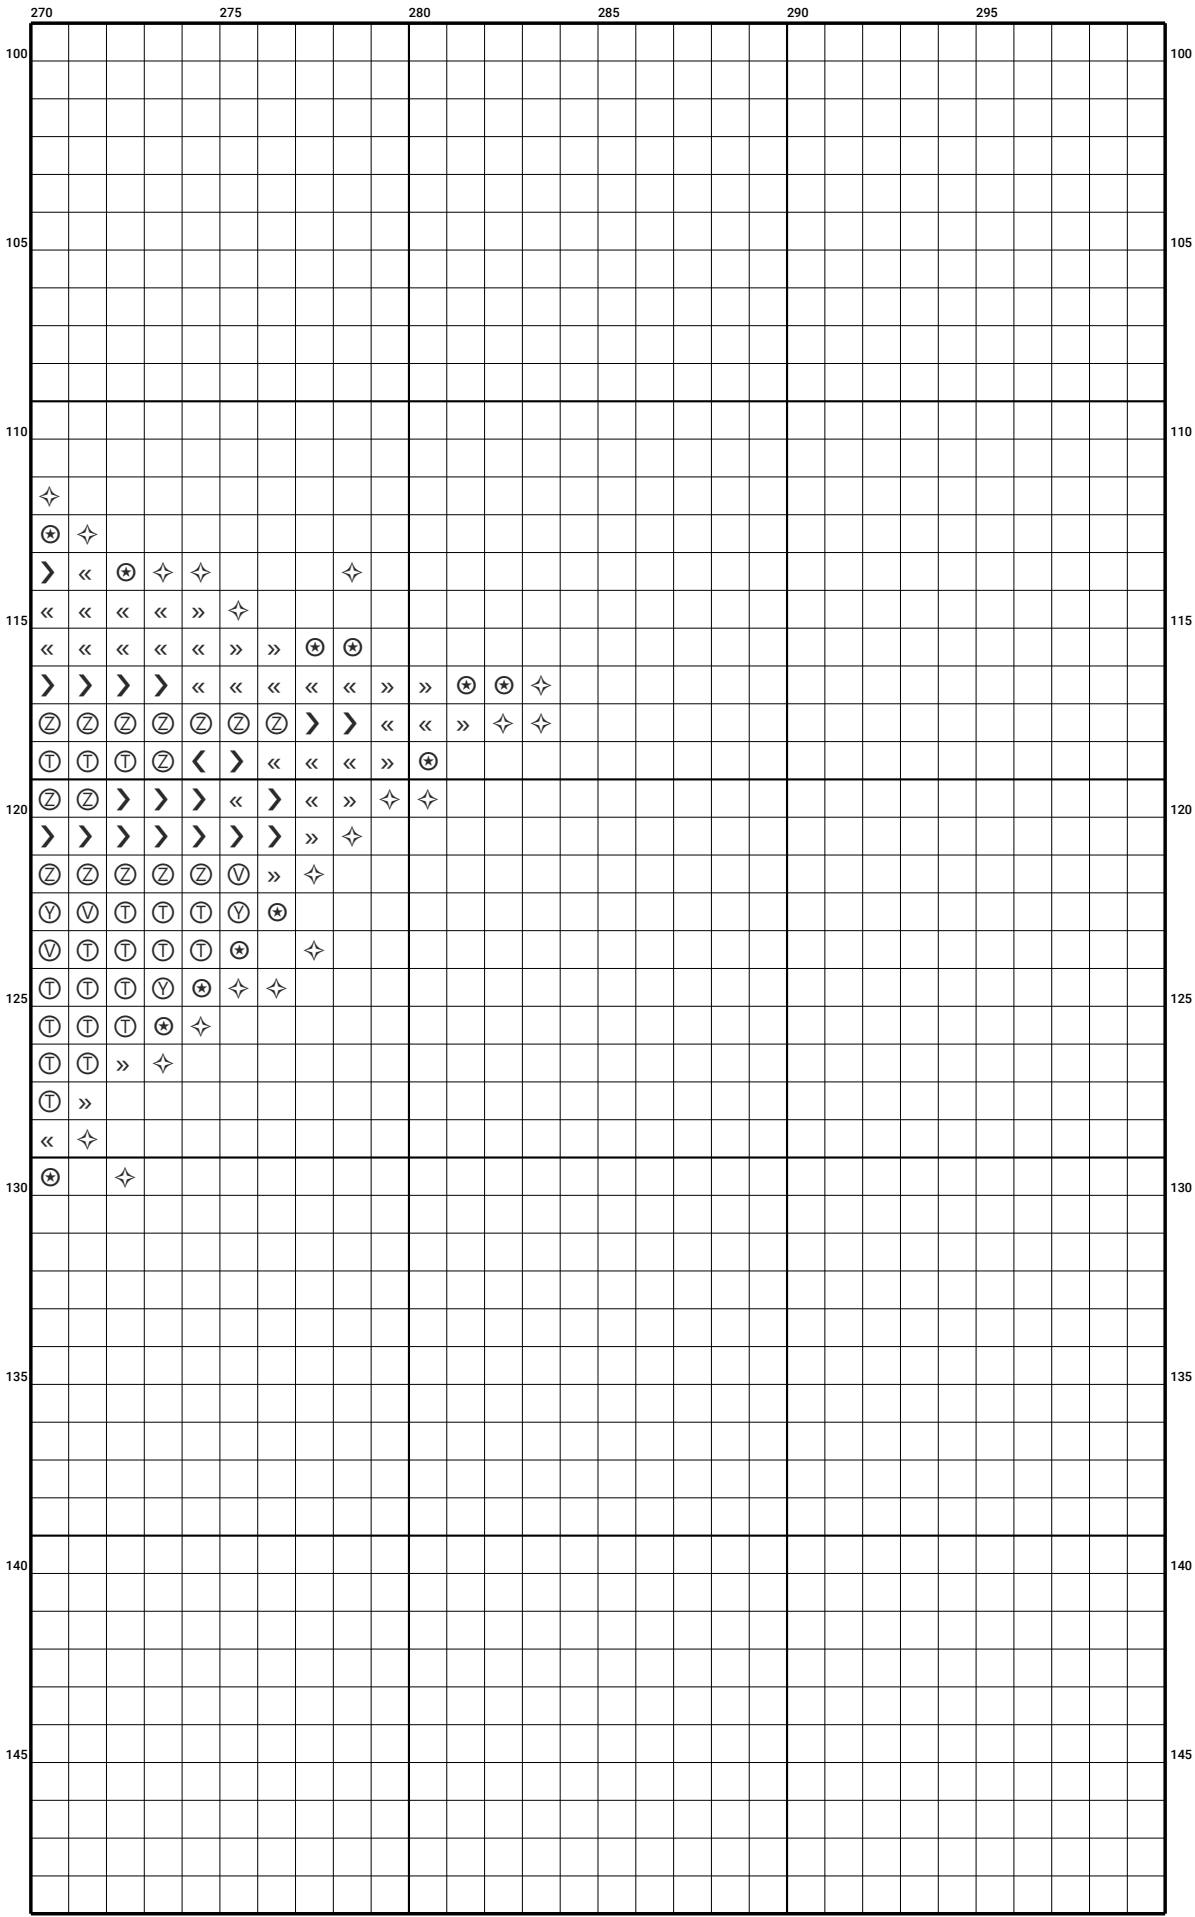 270 275 280 285 290 295
100 100
105 105
110 110
✧
✪ ✧
❯ « ✪ ✧ ✧ ✧
« « « « » ✧
115 115
« « « « « » » ✪ ✪
❯ ❯ ❯ ❯ « « « « « » » ✪ ✪ ✧
Ⓩ Ⓩ Ⓩ Ⓩ Ⓩ Ⓩ Ⓩ ❯ ❯ « « » ✧ ✧
Ⓣ Ⓣ Ⓣ Ⓩ ❮ ❯ « « « » ✪
120 Ⓩ Ⓩ ❯ ❯ ❯ « ❯ « » ✧ ✧ 120
❯ ❯ ❯ ❯ ❯ ❯ ❯ » ✧
Ⓩ Ⓩ Ⓩ Ⓩ Ⓩ Ⓥ » ✧
Ⓨ Ⓥ Ⓣ Ⓣ Ⓣ Ⓨ ✪
Ⓥ Ⓣ Ⓣ Ⓣ Ⓣ ✪ ✧
125 Ⓣ Ⓣ Ⓣ Ⓨ ✪ ✧ ✧ 125
Ⓣ Ⓣ Ⓣ ✪ ✧
Ⓣ Ⓣ » ✧
Ⓣ »
« ✧
130 ✪ ✧ 130
135 135
140 140
145 145